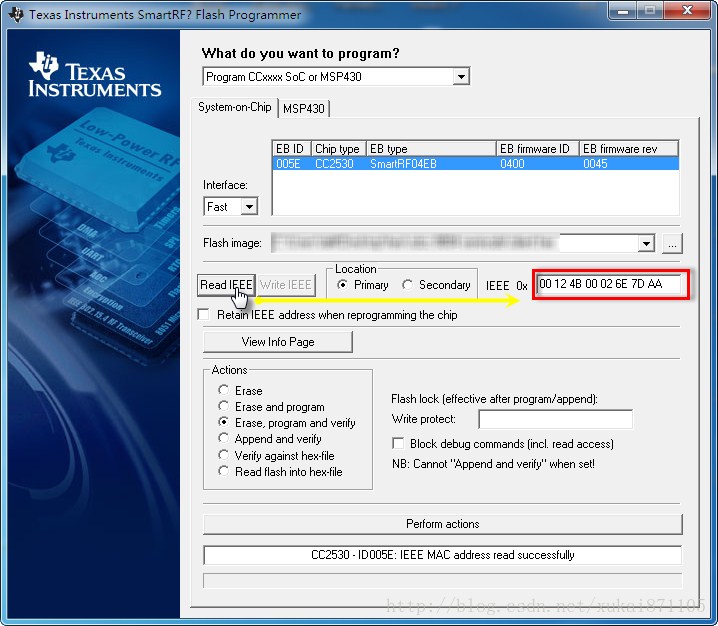 Texas Instruments SmartRF? Flash Programmer
TEXAS
INSTRUMENTS
Low-Power RF
Texas Instruments
DMA
UART
ADC
What do you want to program?
Program CCxxxx SoC or MSP430
System-on-Chip MSP430
EB ID Chip type EB type EB firmware ID EB firmware rev
005E CC2530 SmartRF04EB 0400 0045
Interface:
Fast
Flash image:
...
Read IEEE Write IEEE Location Primary Secondary IEEE 0x 00 12 4B 00 02 6E 7D AA
Retain IEEE address when reprogramming the chip
View Info Page
Actions
Erase
Erase and program
Erase, program and verify
Append and verify
Verify against hex-file
Read flash into hex-file
Flash lock (effective after program/append):
Write protect:
Block debug commands (incl. read access)
NB: Cannot "Append and verify" when set!
Perform actions
CC2530 - ID005E: IEEE MAC address read successfully
http://blog.csdn.net/xukai871105